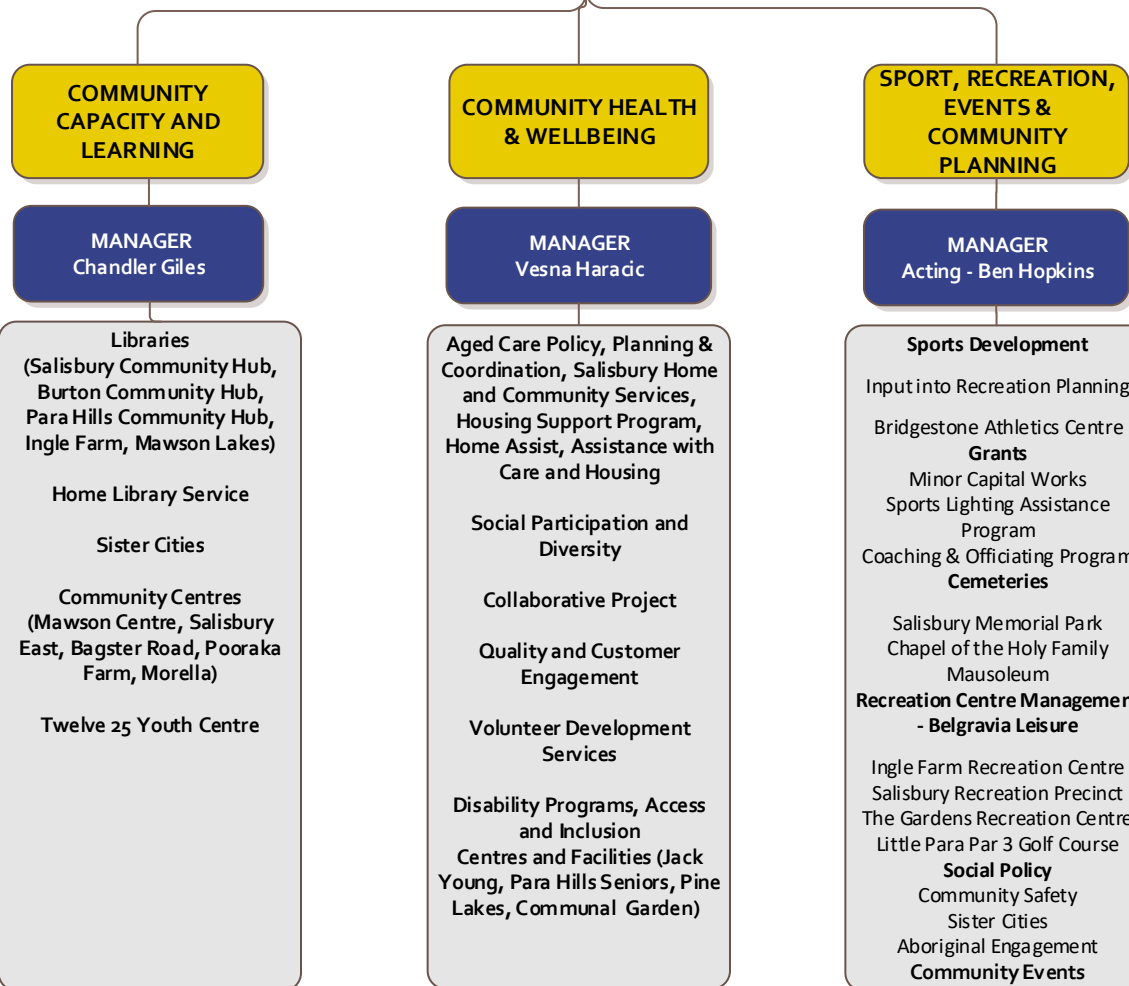 COMMUNITY
CAPACITY AND
LEARNING
MANAGER
Chandler Giles
Libraries
(Salisbury Community Hub,
Burton Community Hub,
Para Hills Community Hub,
Ingle Farm, Mawson Lakes)
Home Library Service
Sister Cities
Community Centres
(Mawson Centre, Salisbury
East, Bagster Road, Pooraka
Farm, Morella)
Twelve 25 Youth Centre
COMMUNITY HEALTH
& WELLBEING
MANAGER
Vesna Haracic
Aged Care Policy, Planning &
Coordination, Salisbury Home
and Community Services,
Housing Support Program,
Home Assist, Assistance with
Care and Housing
Social Participation and
Diversity
Collaborative Project
Quality and Customer
Engagement
Volunteer Development
Services
Disability Programs, Access
and Inclusion
Centres and Facilities (Jack
Young, Para Hills Seniors, Pine
Lakes, Communal Garden)
SPORT, RECREATION,
EVENTS &
COMMUNITY
PLANNING
MANAGER
Acting - Ben Hopkins
Sports Development
Input into Recreation Planning
Bridgestone Athletics Centre
Grants
Minor Capital Works
Sports Lighting Assistance
Program
Coaching & Officiating Program
Cemeteries
Salisbury Memorial Park
Chapel of the Holy Family
Mausoleum
Recreation Centre Managemen
- Belgravia Leisure
Ingle Farm Recreation Centre
Salisbury Recreation Precinct
The Gardens Recreation Centre
Little Para Par 3 Golf Course
Social Policy
Community Safety
Sister Cities
Aboriginal Engagement
Community Events